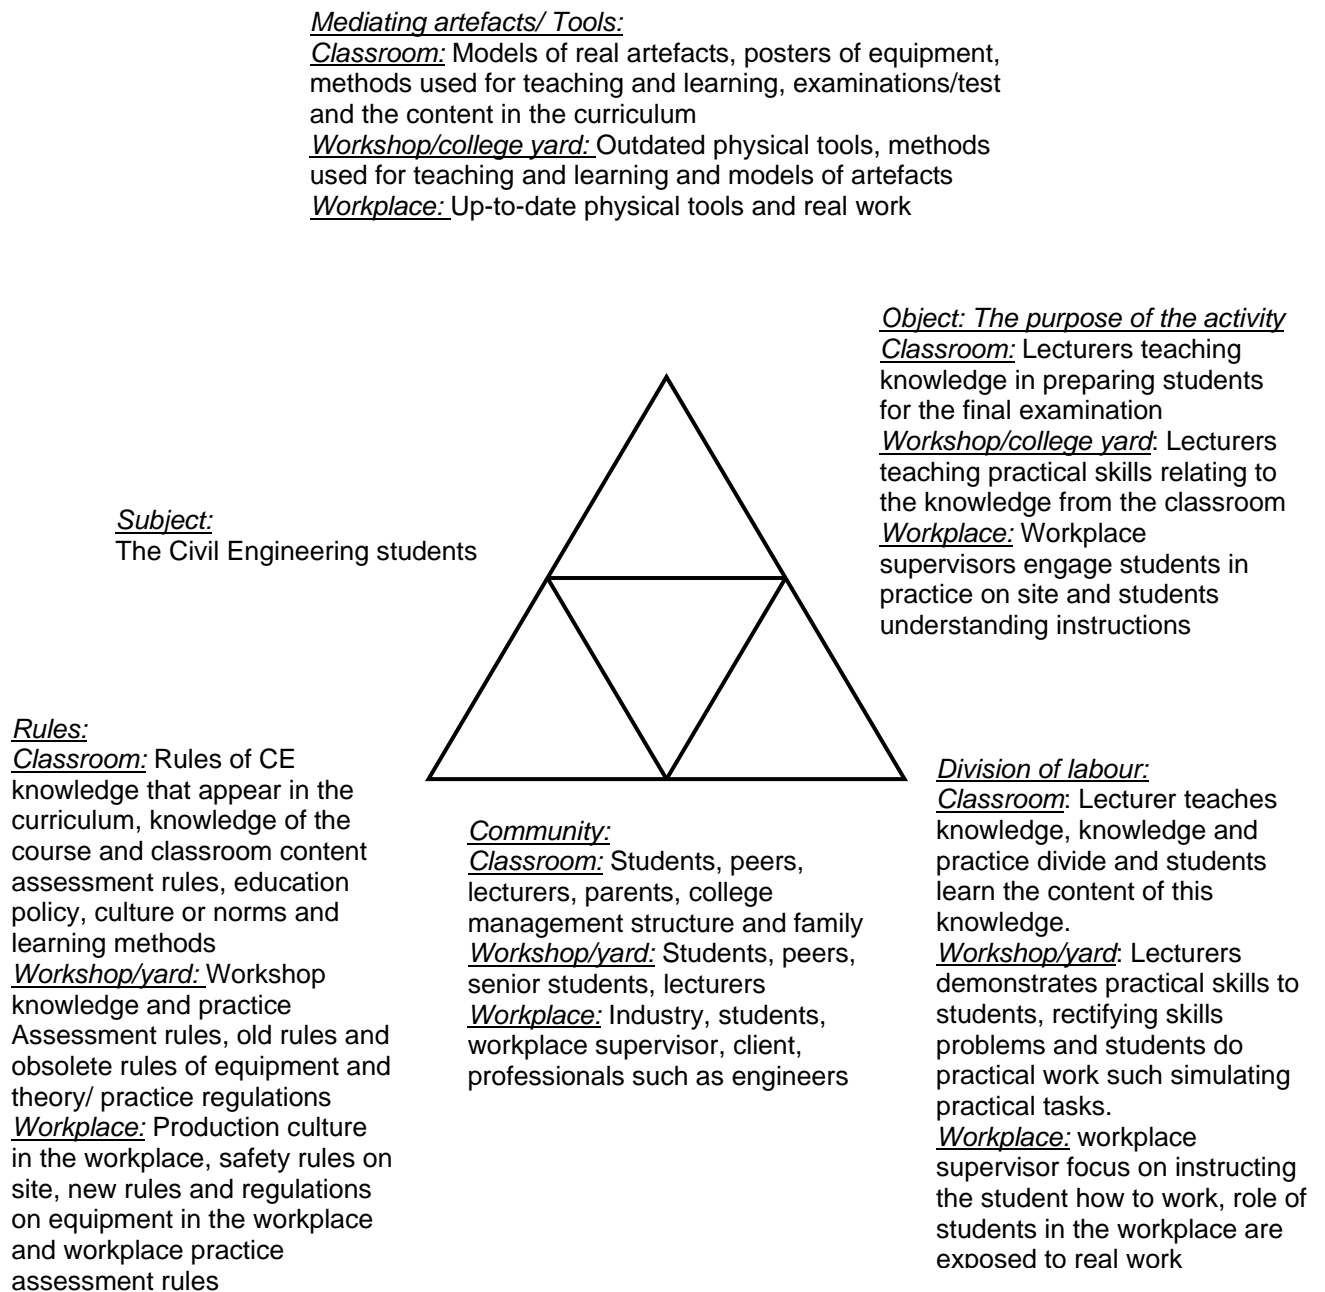 Mediating artefacts/ Tools:
Classroom: Models of real artefacts, posters of equipment,
methods used for teaching and learning, examinations/test
and the content in the curriculum
Workshop/college yard: Outdated physical tools, methods
used for teaching and learning and models of artefacts
Workplace: Up-to-date physical tools and real work
Object: The purpose of the activity
Classroom: Lecturers teaching
knowledge in preparing students
for the final examination
Workshop/college yard: Lecturers
teaching practical skills relating to
the knowledge from the classroom
Workplace: Workplace
supervisors engage students in
practice on site and students
understanding instructions
Subject:
The Civil Engineering students
Rules:
Classroom: Rules of CE
knowledge that appear in the
curriculum, knowledge of the
course and classroom content
assessment rules, education
policy, culture or norms and
learning methods
Workshop/yard: Workshop
knowledge and practice
Assessment rules, old rules and
obsolete rules of equipment and
theory/ practice regulations
Workplace: Production culture
in the workplace, safety rules on
site, new rules and regulations
on equipment in the workplace
and workplace practice
assessment rules
Community:
Classroom: Students, peers,
lecturers, parents, college
management structure and family
Workshop/yard: Students, peers,
senior students, lecturers
Workplace: Industry, students,
workplace supervisor, client,
professionals such as engineers
Division of labour:
Classroom: Lecturer teaches
knowledge, knowledge and
practice divide and students
learn the content of this
knowledge.
Workshop/yard: Lecturers
demonstrates practical skills to
students, rectifying skills
problems and students do
practical work such simulating
practical tasks.
Workplace: workplace
supervisor focus on instructing
the student how to work, role of
students in the workplace are
exposed to real work